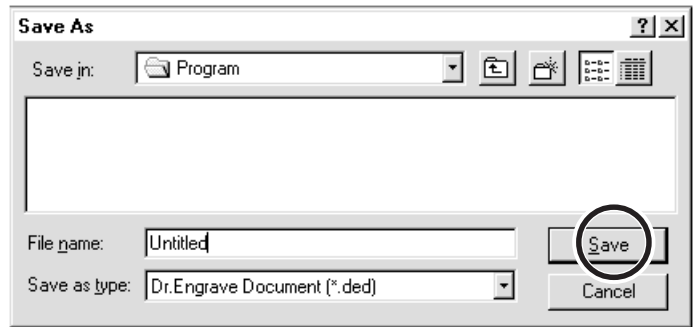 Save As
Save in: Program
File name: Untitled
Save
Save as type: Dr.Engrave Document (*.ded)
Cancel